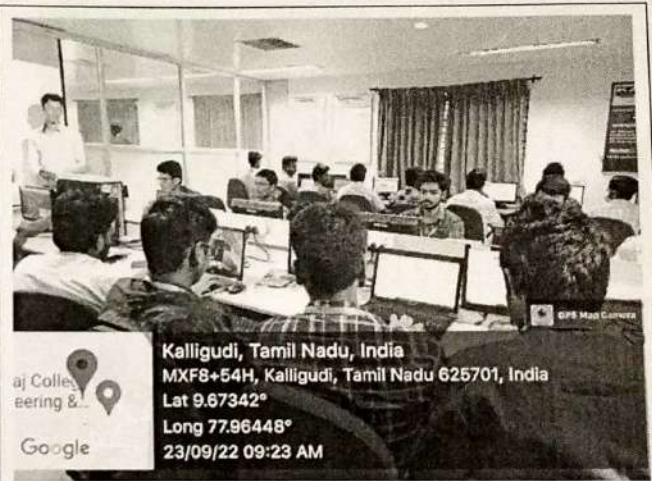 GPS Map Camera
Kalligudi, Tamil Nadu, India
MXF8+54H, Kalligudi, Tamil Nadu 625701, India
Lat 9.67342°
Long 77.96448°
23/09/22 09:23 AM
aj Colle
eering &..
Google